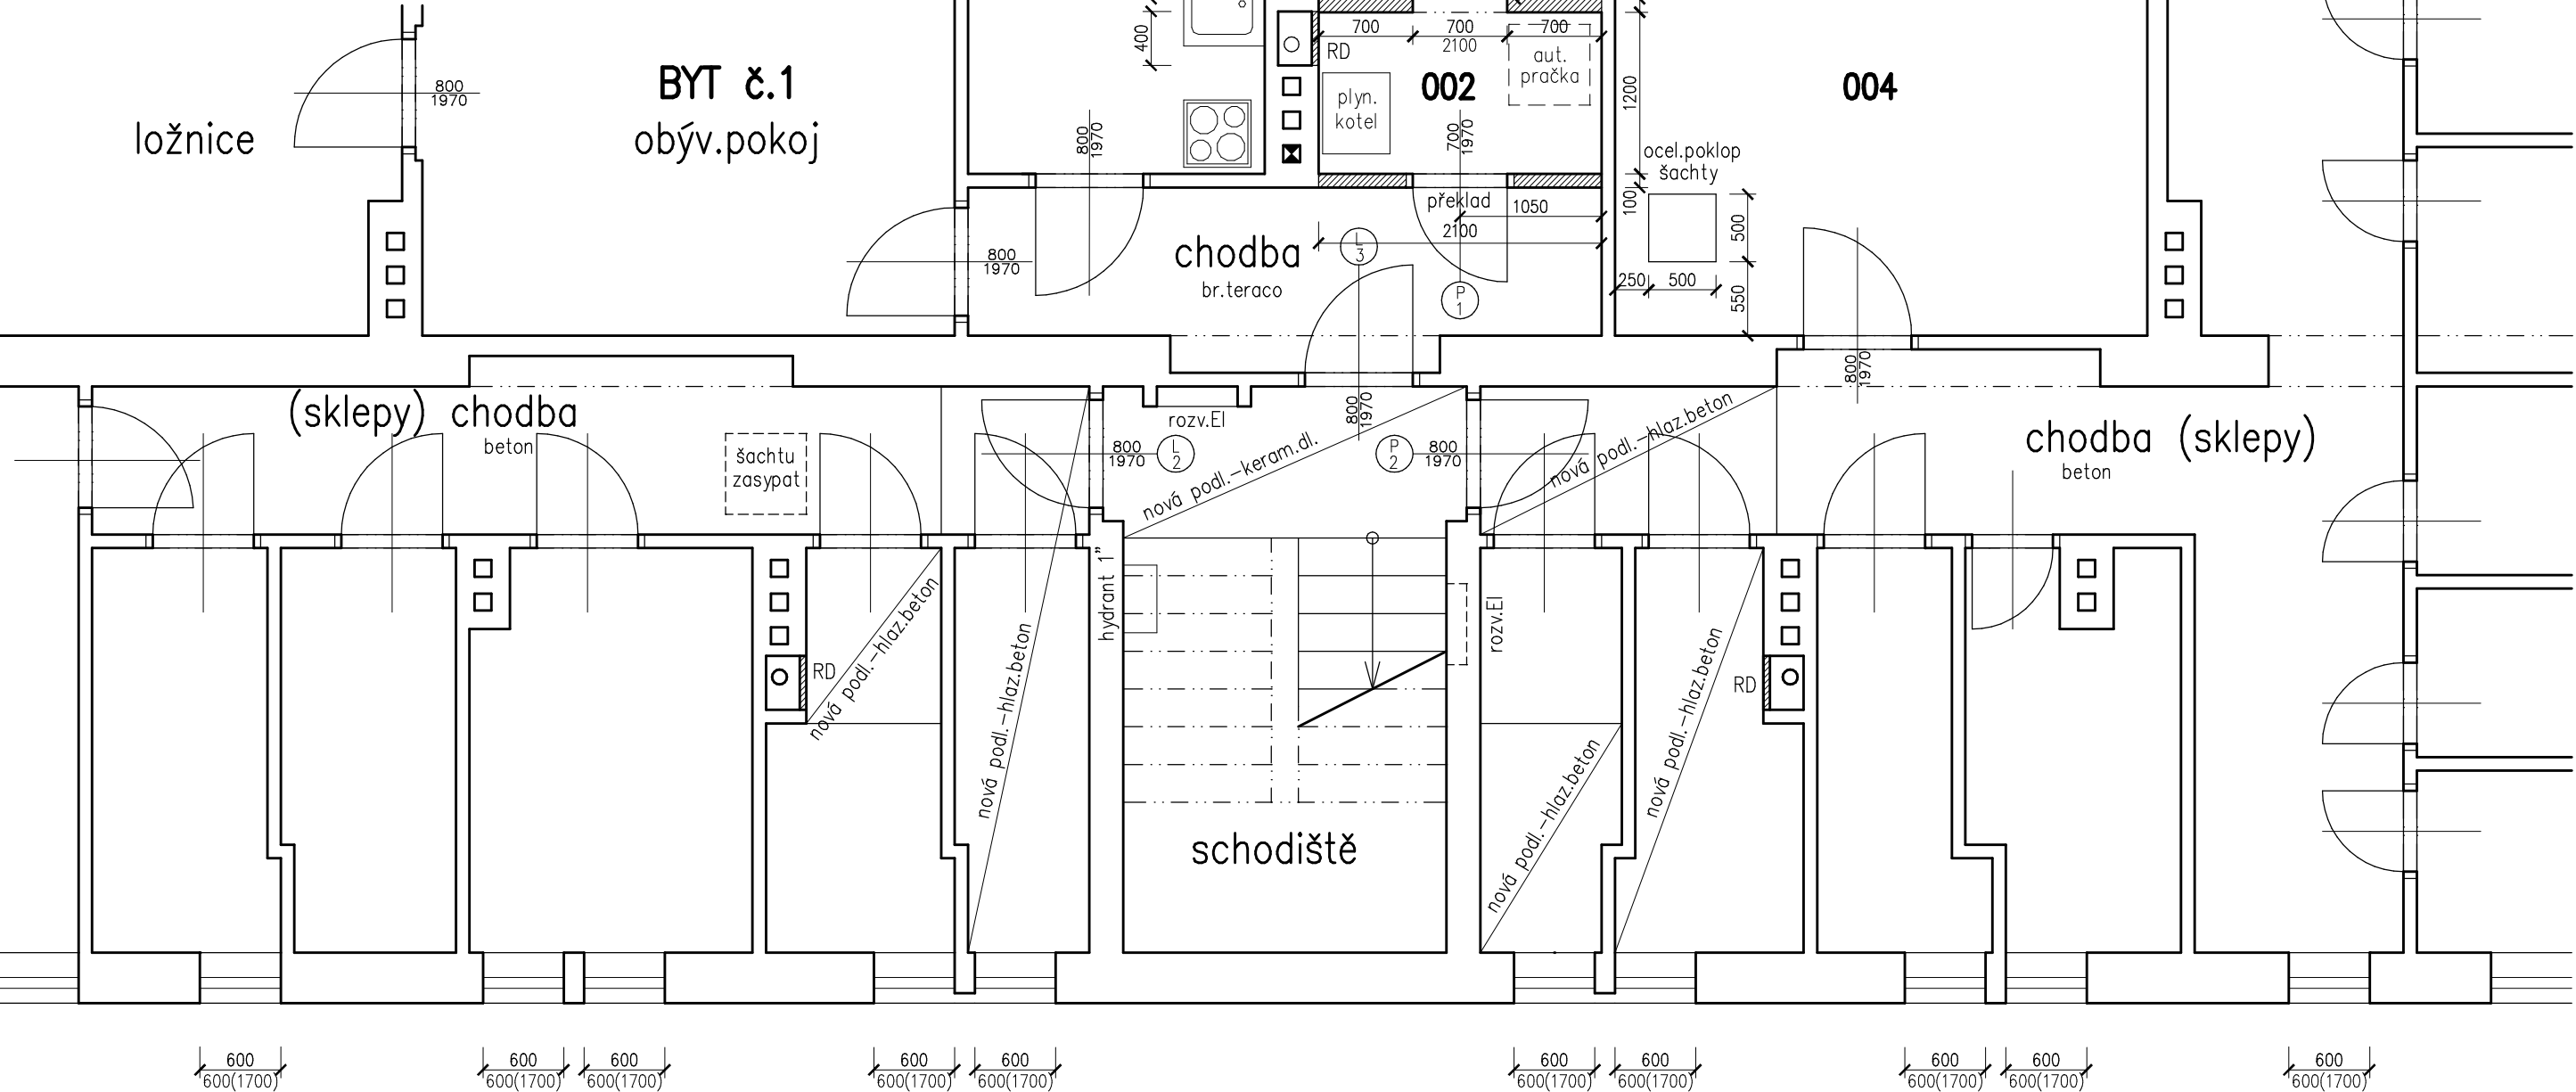 400
RD
700
700
700
2100
aut.
pračka
002
plyn.
kotel
1200
004
BYT č.1
obýv.pokoj
ložnice
800
1970
800
1970
700
1970
ocel.poklop
šachty
100
překlad
1050
2100
500
250
500
550
800
1970
chodba
br.teraco
L
3
P
1
800
1970
800
1970
(sklepy) chodba
beton
rozv.El
šachtu
zasypat
800
1970
L
2
nová podl.-keram.dl.
P
2
800
1970
nová podl.-hlaz.beton
chodba (sklepy)
beton
hydrant 1"
rozv.El
RD
nová podl.-hlaz.beton
nová podl.-hlaz.beton
RD
nová podl.-hlaz.beton
nová podl.-hlaz.beton
schodiště
600
600(1700)
600
600(1700)
600
600(1700)
600
600(1700)
600
600(1700)
600
600(1700)
600
600(1700)
600
600(1700)
600
600(1700)
600
600(1700)